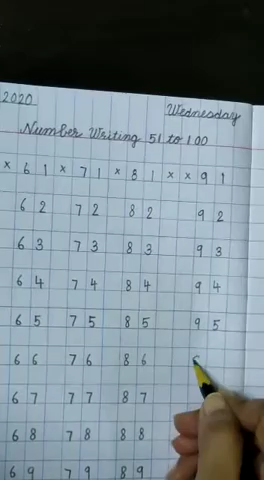 2020
Wednesday
Number Writing 51 to 100
× 6 1 × 7 1 × 8 1 × × 9 1
6 2 7 2 8 2 9 2
6 3 7 3 8 3 9 3
6 4 7 4 8 4 9 4
6 5 7 5 8 5 9 5
6 6 7 6 8 6
6 7 7 7 8 7
6 8 7 8 8 8
6 9 7 9 8 9